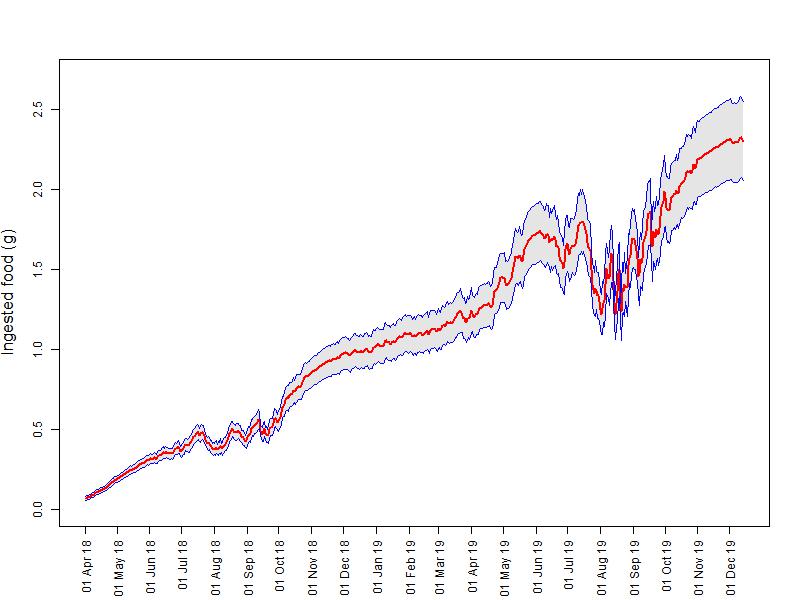 Ingested food (g)
2.5
2.0
1.5
1.0
0.5
0.0
01 Apr 18
01 May 18
01 Jun 18
01 Jul 18
01 Aug 18
01 Sep 18
01 Oct 18
01 Nov 18
01 Dec 18
01 Jan 19
01 Feb 19
01 Mar 19
01 Apr 19
01 May 19
01 Jun 19
01 Jul 19
01 Aug 19
01 Sep 19
01 Oct 19
01 Nov 19
01 Dec 19